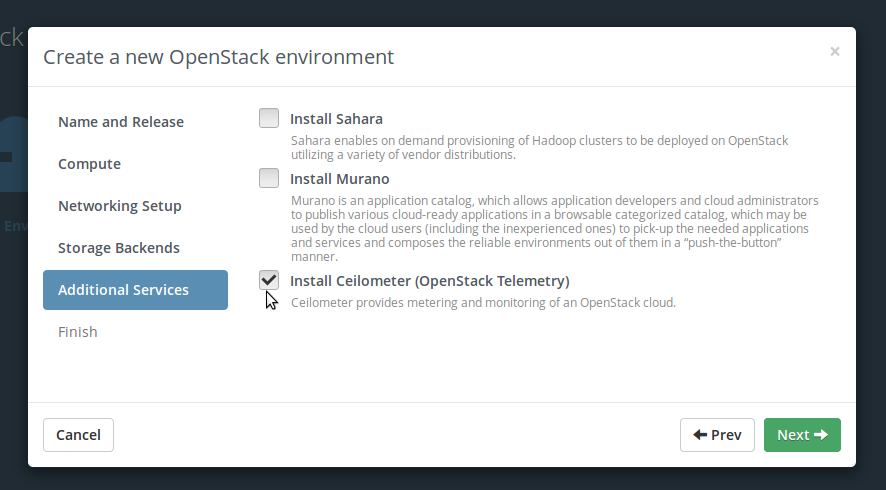 ck
Create a new OpenStack environment
×
Name and Release
Compute
Networking Setup
Storage Backends
Additional Services
Finish
Install Sahara
Sahara enables on demand provisioning of Hadoop clusters to be deployed on OpenStack
utilizing a variety of vendor distributions.
Install Murano
Murano is an application catalog, which allows application developers and cloud administrators
to publish various cloud-ready applications in a browsable categorized catalog, which may be
used by the cloud users (including the inexperienced ones) to pick-up the needed applications
and services and composes the reliable environments out of them in a “push-the-button”
manner.
Install Ceilometer (OpenStack Telemetry)
Ceilometer provides metering and monitoring of an OpenStack cloud.
Env
Cancel
Prev
Next